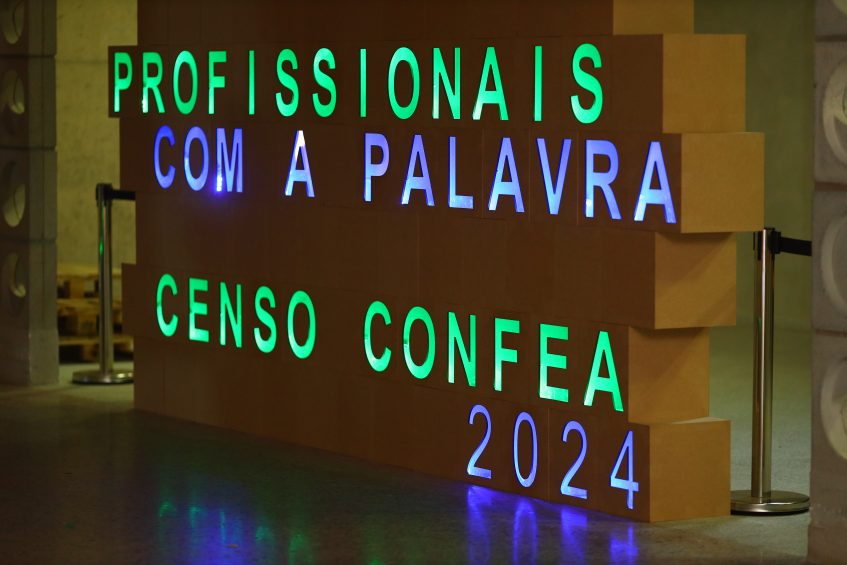 PROFISSIONAIS
COM A PALAVRA
CENSO CONFEA
2024